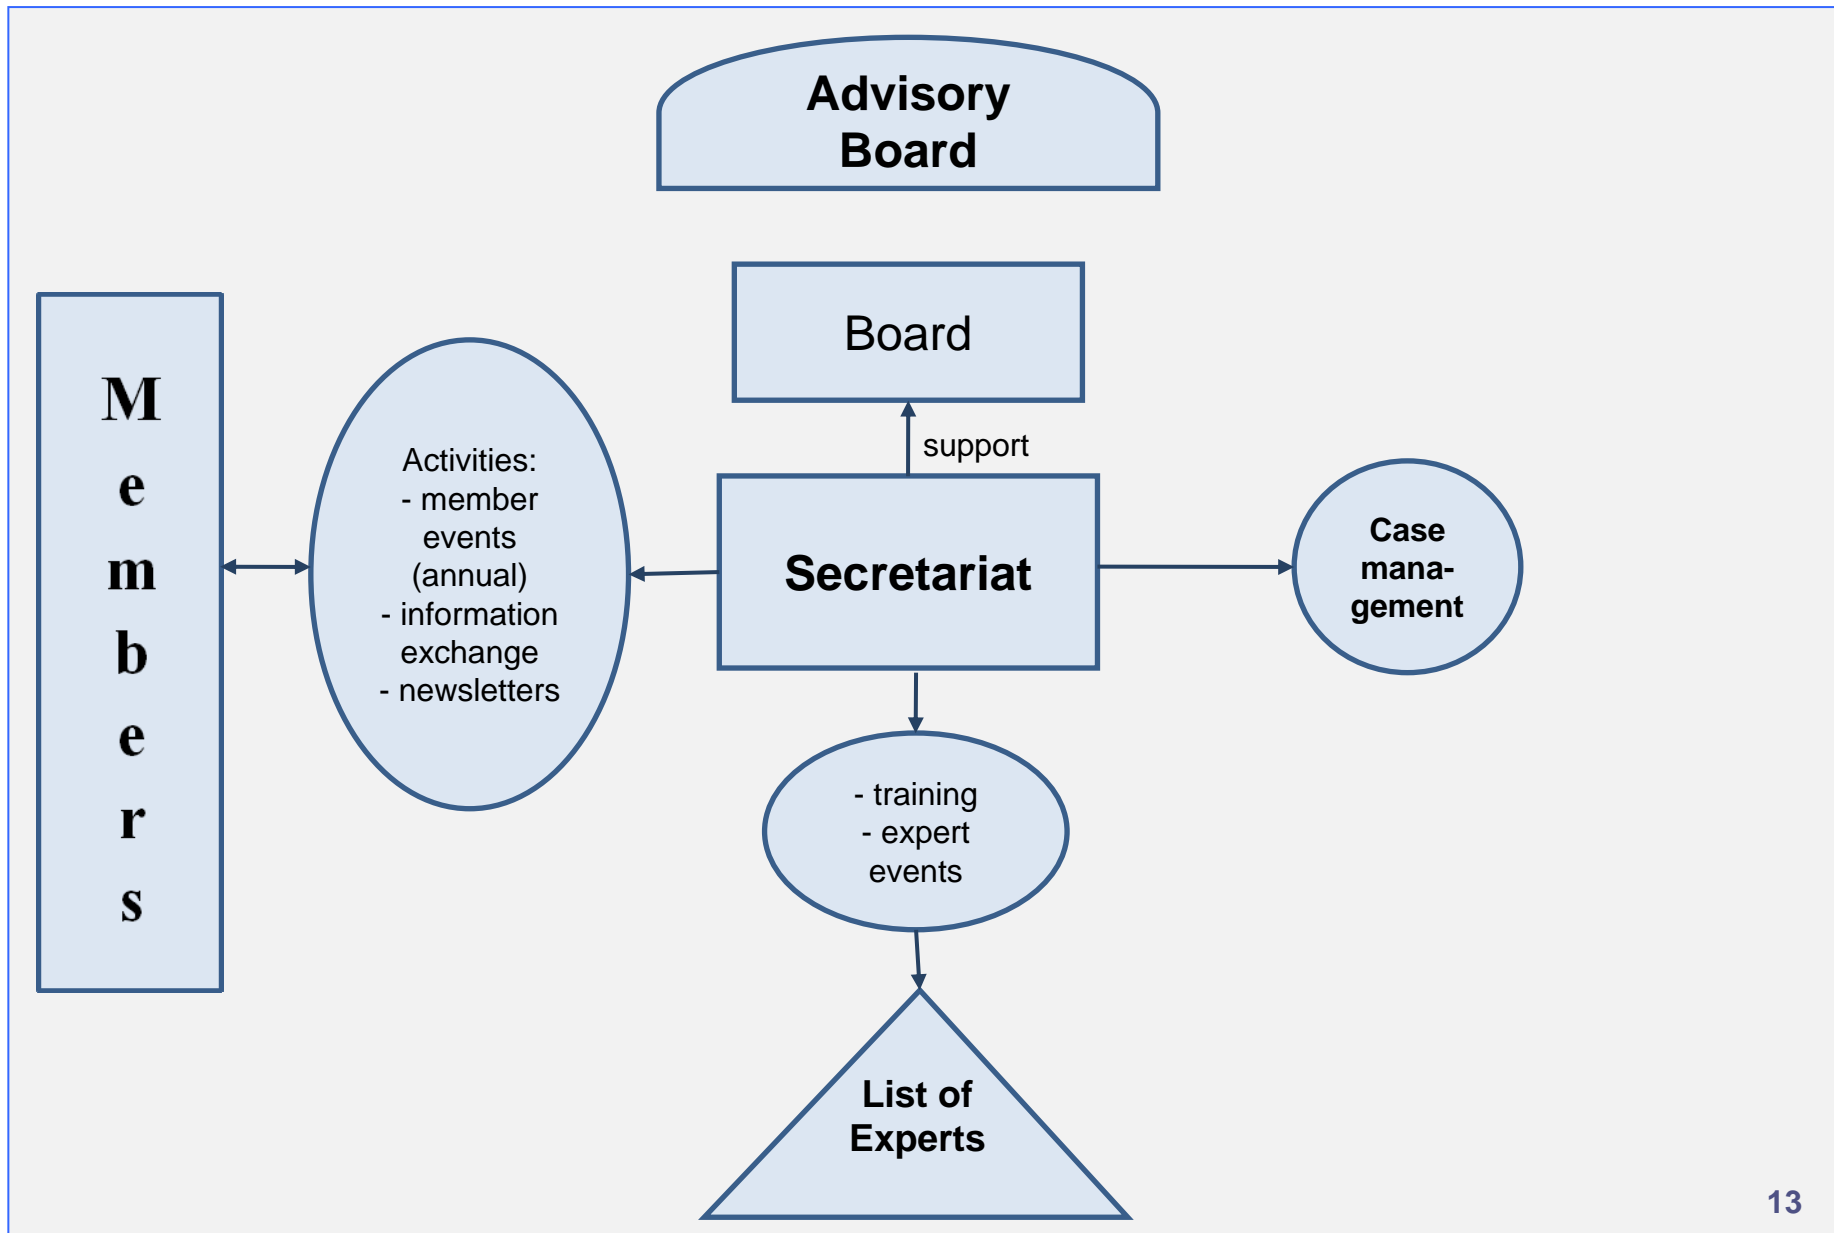 Advisory
Board
Board
support
M
e
m
b
e
r
s
Activities:
- member
events
(annual)
- information
exchange
- newsletters
Secretariat
Case
mana-
gement
- training
- expert
events
List of
Experts
13